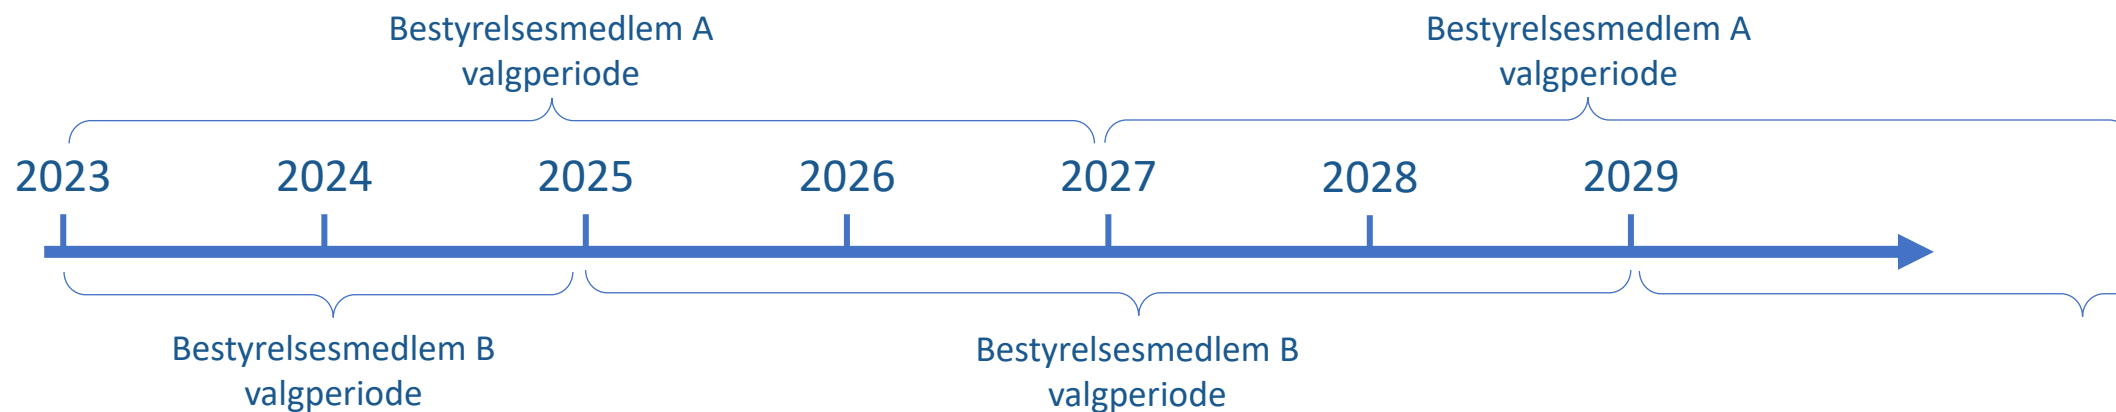 Bestyrelsesmedlem A
valgperiode
Bestyrelsesmedlem A
valgperiode
2023 2024 2025 2026 2027 2028 2029
Bestyrelsesmedlem B
valgperiode
Bestyrelsesmedlem B
valgperiode